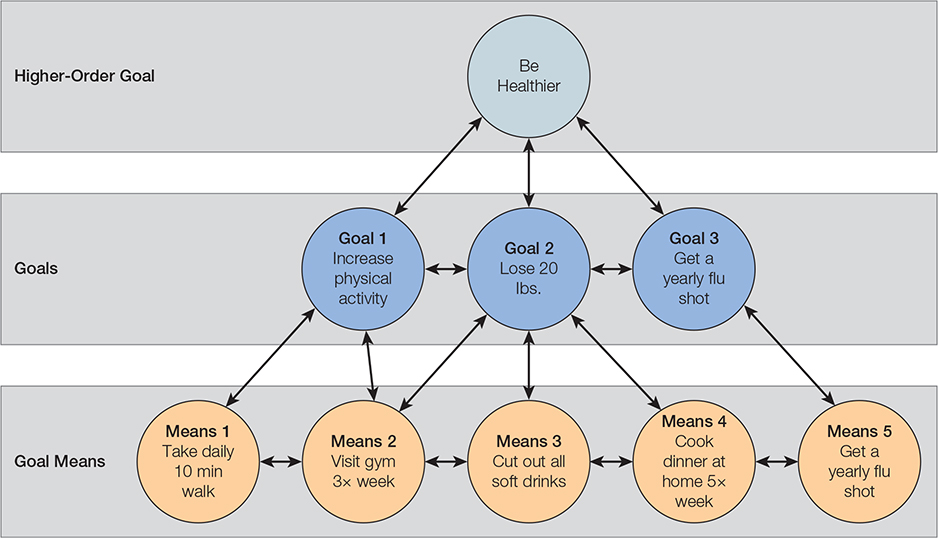 Higher-Order Goal
Be
Healthier
Goals
Goal 1
Increase
physical
activity
Goal 2
Lose 20
lbs.
Goal 3
Get a
yearly flu
shot
Goal Means
Means 1
Take daily
10 min
walk
Means 2
Visit gym
3× week
Means 3
Cut out all
soft drinks
Means 4
Cook
dinner at
home 5×
week
Means 5
Get a
yearly flu
shot